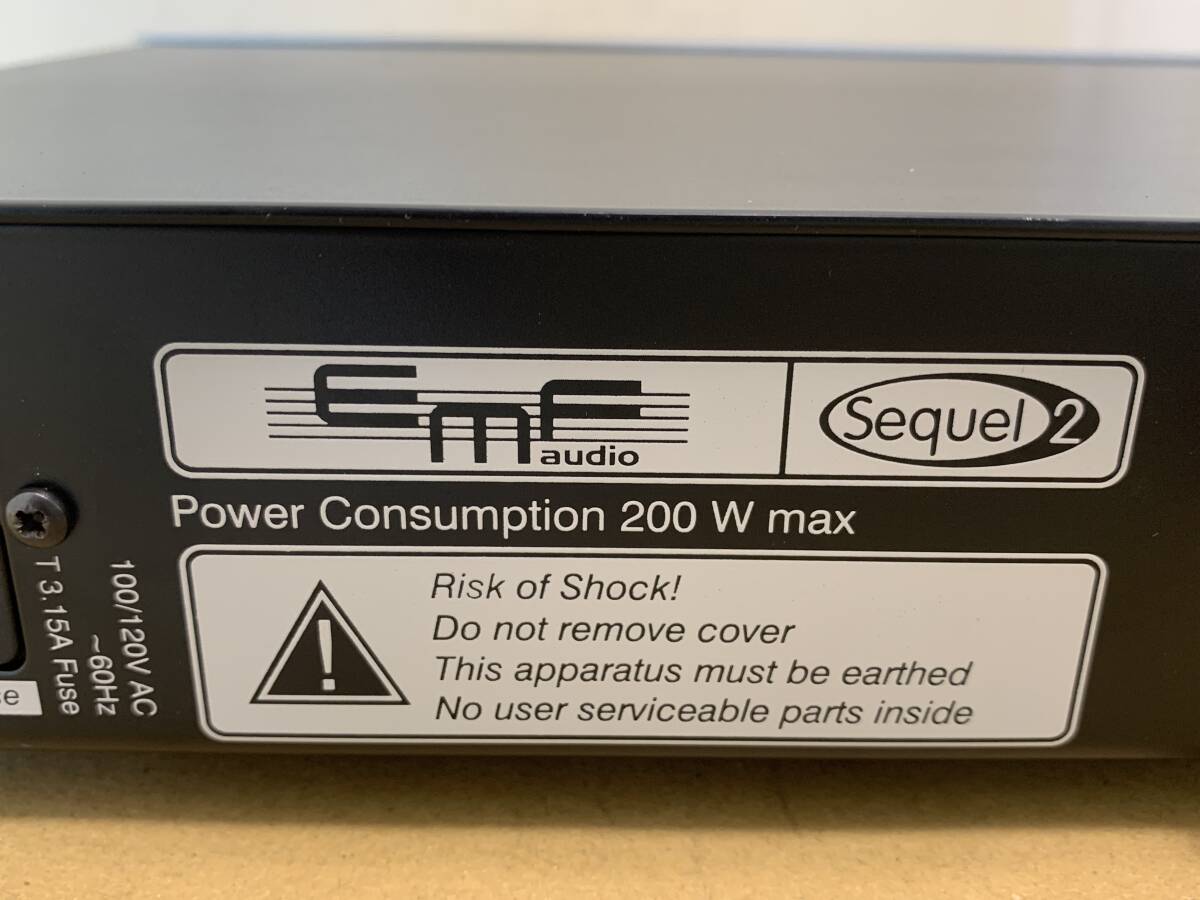 EMF
audio
Sequel 2
Power Consumption 200 W max
Risk of Shock!
Do not remove cover
This apparatus must be earthed
No user serviceable parts inside
100/120V AC
~60Hz
T 3.15A Fuse